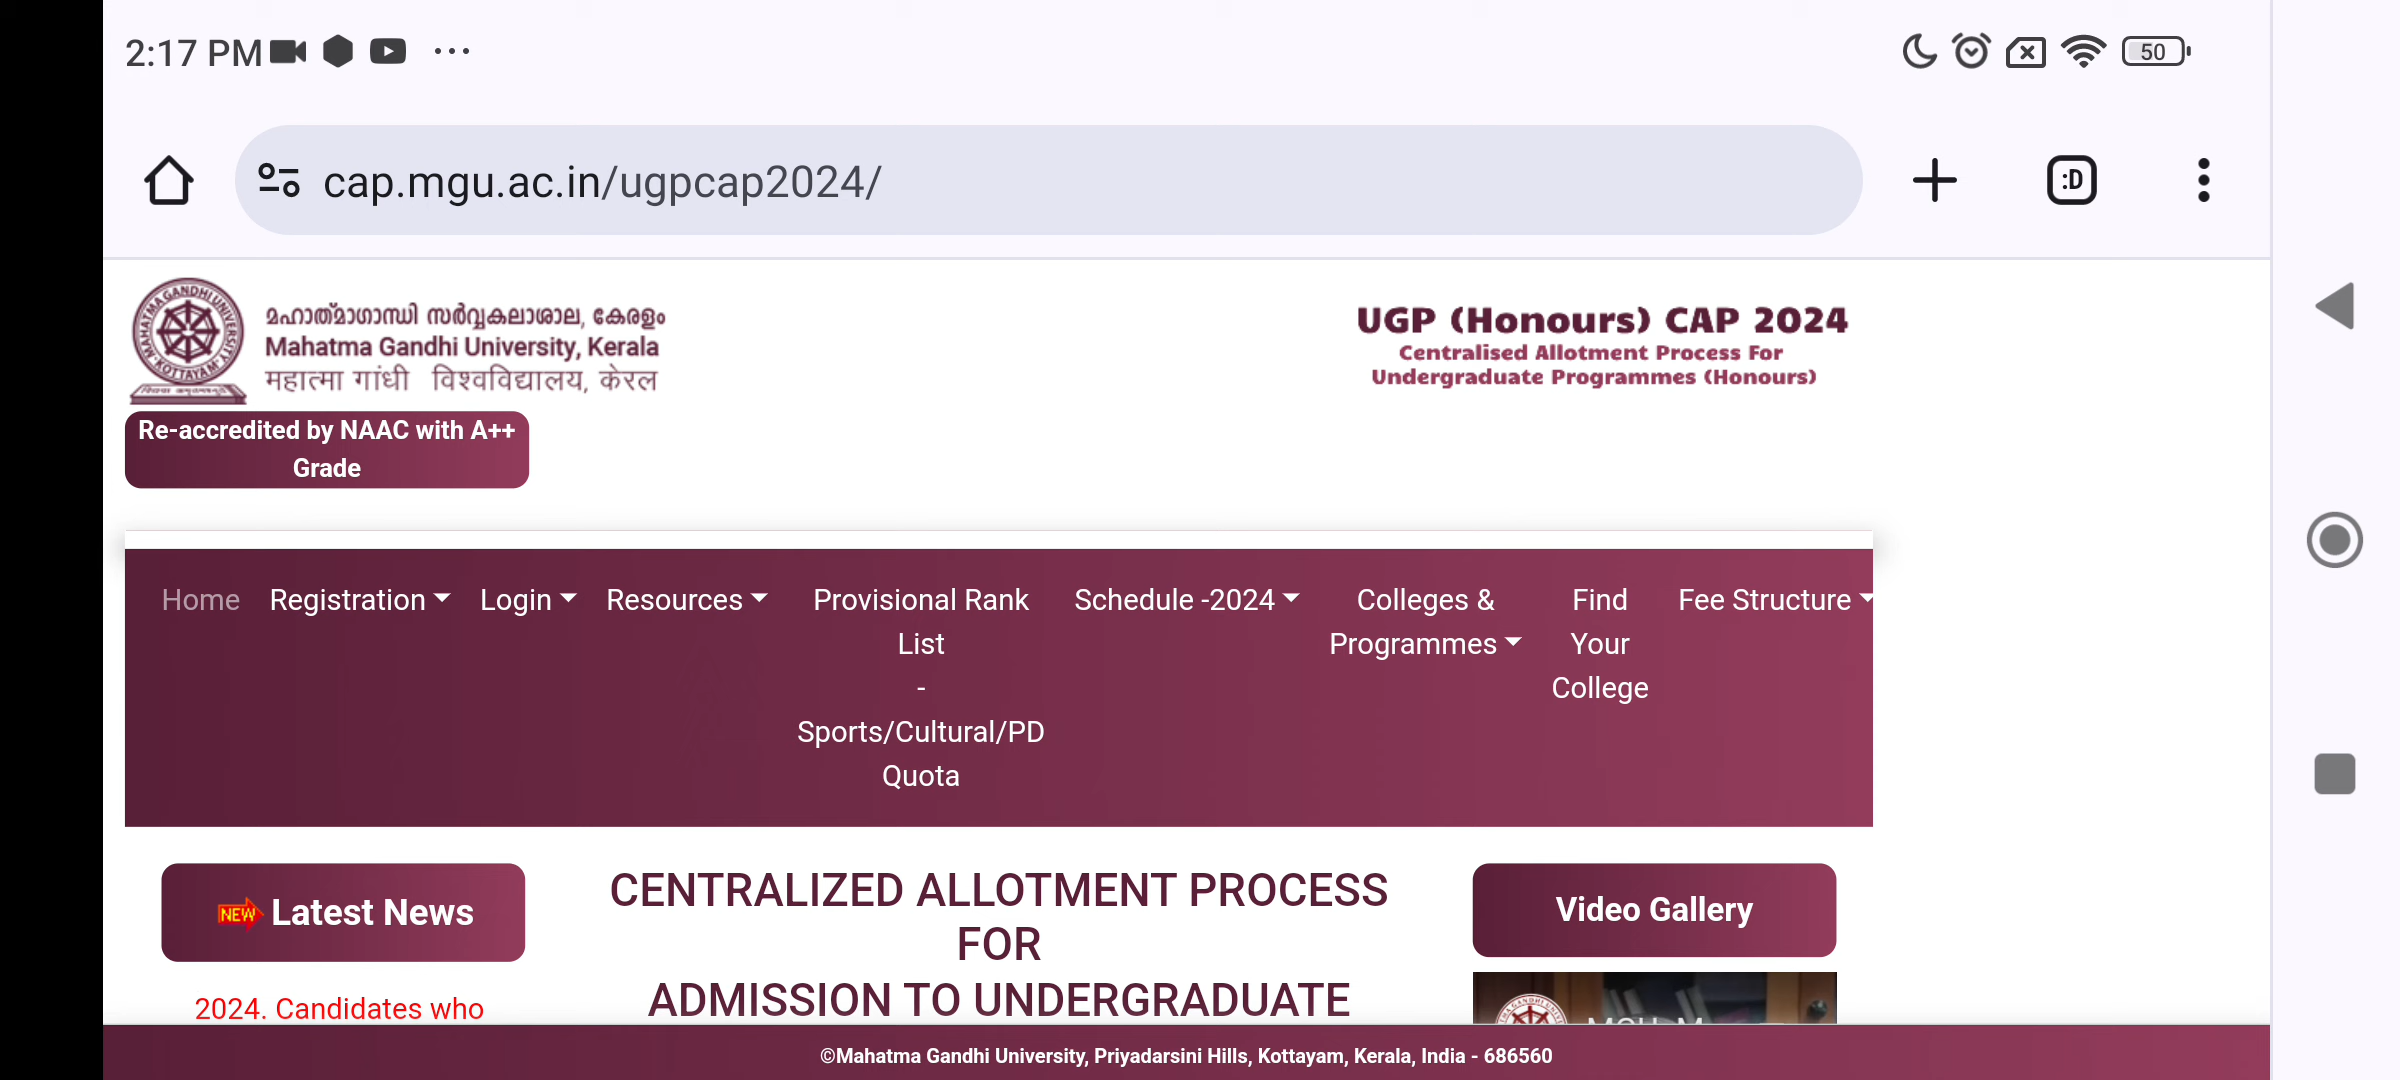 2:17 PM
50
cap.mgu.ac.in/ugpcap2024/
:D
MAHATMA GANDHI UNIVERSITY
KOTTAYAM
മഹാത്മാഗാന്ധി സർവ്വകലാശാല, കേരളം
Mahatma Gandhi University, Kerala
महात्मा गांधी विश्वविद्यालय, केरल
UGP (Honours) CAP 2024
Centralised Allotment Process For
Undergraduate Programmes (Honours)
Re-accredited by NAAC with A++
Grade
Home Registration Login Resources Provisional Rank
List
-
Sports/Cultural/PD
Quota
Schedule -2024
Colleges &
Programmes
Find
Your
College
Fee Structure
NEW Latest News
2024. Candidates who
CENTRALIZED ALLOTMENT PROCESS
FOR
ADMISSION TO UNDERGRADUATE
Video Gallery
©Mahatma Gandhi University, Priyadarsini Hills, Kottayam, Kerala, India - 686560